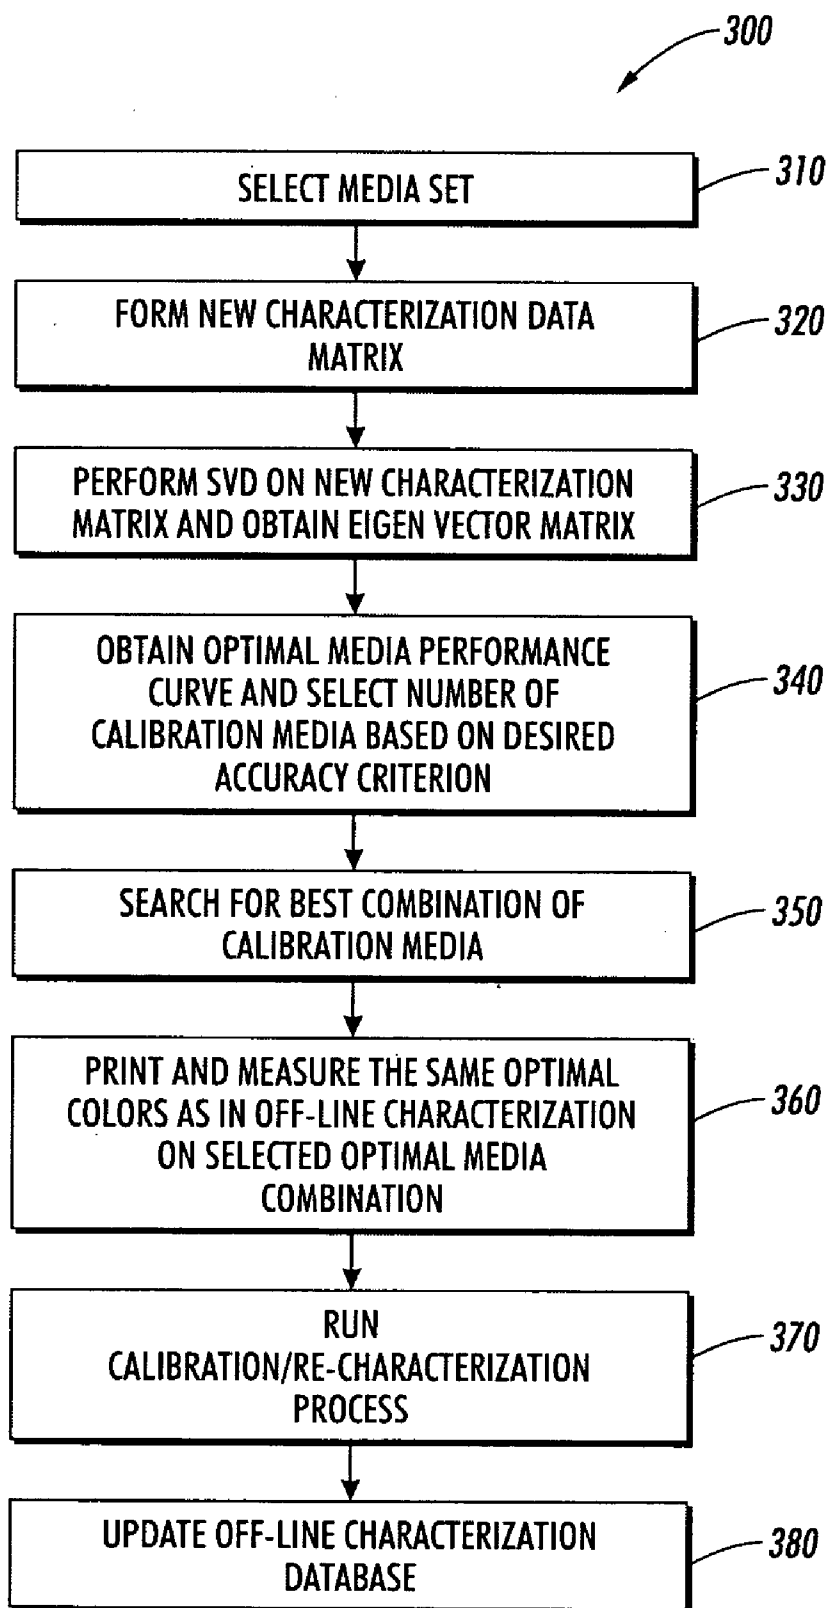 300
SELECT MEDIA SET
310
FORM NEW CHARACTERIZATION DATA
MATRIX
320
PERFORM SVD ON NEW CHARACTERIZATION
MATRIX AND OBTAIN EIGEN VECTOR MATRIX
330
OBTAIN OPTIMAL MEDIA PERFORMANCE
CURVE AND SELECT NUMBER OF
CALIBRATION MEDIA BASED ON DESIRED
ACCURACY CRITERION
340
SEARCH FOR BEST COMBINATION OF
CALIBRATION MEDIA
350
PRINT AND MEASURE THE SAME OPTIMAL
COLORS AS IN OFF-LINE CHARACTERIZATION
ON SELECTED OPTIMAL MEDIA
COMBINATION
360
RUN
CALIBRATION/RE-CHARACTERIZATION
PROCESS
370
UPDATE OFF-LINE CHARACTERIZATION
DATABASE
380